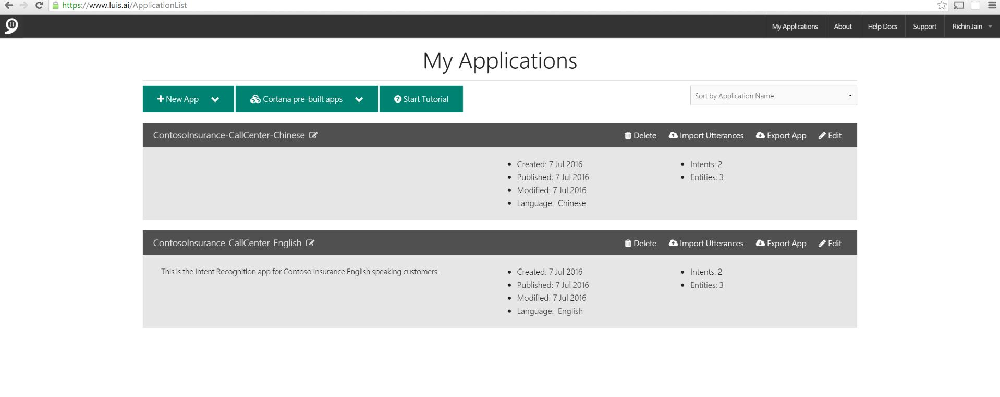 https://www.luis.ai/ApplicationList
My Applications About Help Docs Support Richin Jain
My Applications
New App Cortana pre-built apps Start Tutorial Sort by Application Name
ContosoInsurance-CallCenter-Chinese Delete Import Utterances Export App Edit
Created: 7 Jul 2016 Intents: 2
Published: 7 Jul 2016 Entities: 3
Modified: 7 Jul 2016
Language: Chinese
ContosoInsurance-CallCenter-English Delete Import Utterances Export App Edit
This is the Intent Recognition app for Contoso Insurance English speaking customers. Created: 7 Jul 2016 Intents: 2
Published: 7 Jul 2016 Entities: 3
Modified: 7 Jul 2016
Language: English